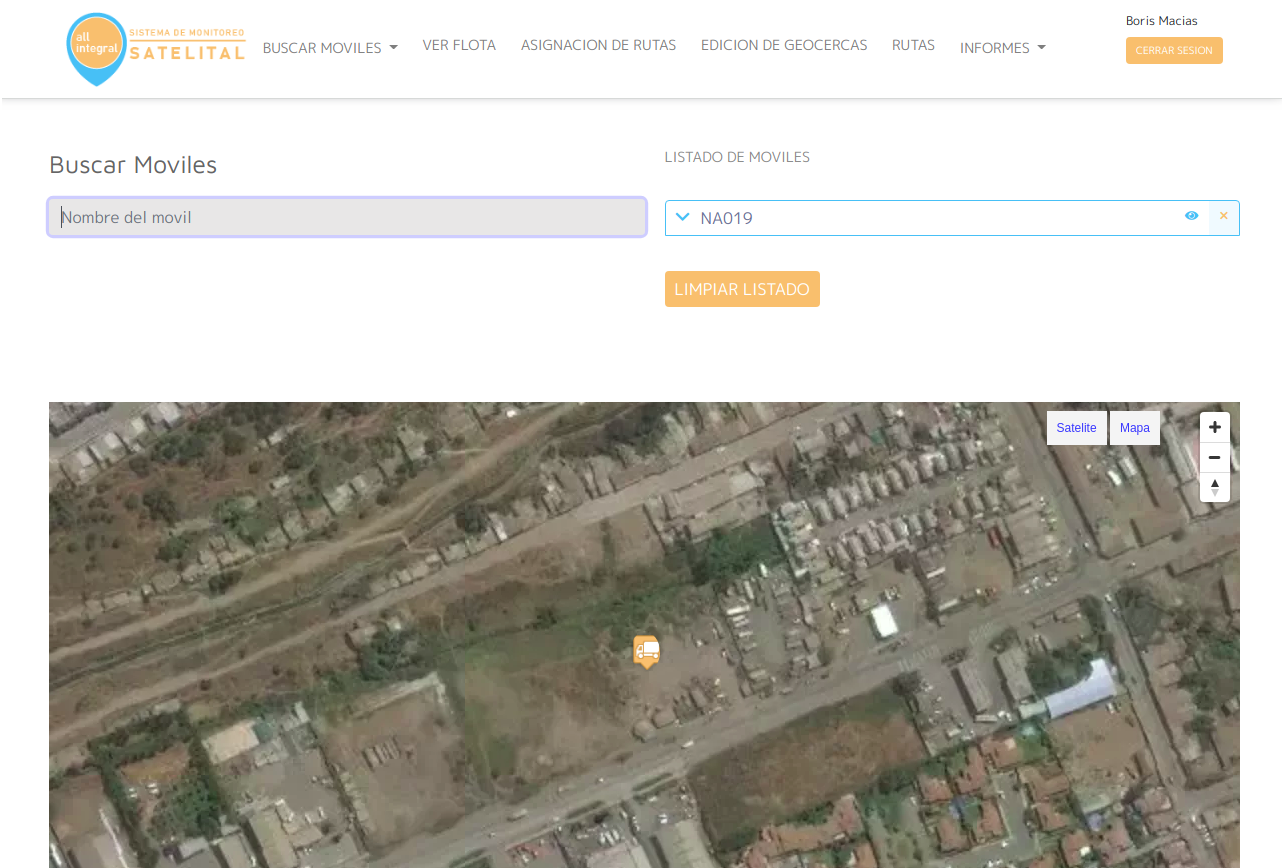 all
integral
SISTEMA DE MONITOREO
SATELITAL
BUSCAR MOVILES
VER FLOTA
ASIGNACION DE RUTAS
EDICION DE GEOCERCAS
RUTAS
INFORMES
Boris Macias
CERRAR SESION
Buscar Moviles
LISTADO DE MOVILES
Nombre del movil
NA019
LIMPIAR LISTADO
Satelite
Mapa